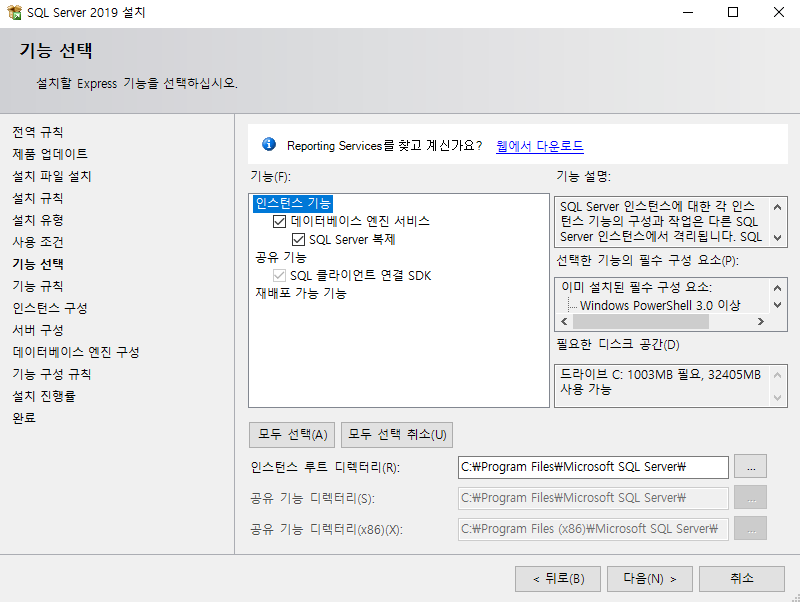 SQL Server 2019 설치
기능 선택
설치할 Express 기능을 선택하십시오.
전역 규칙
제품 업데이트
설치 파일 설치
설치 규칙
설치 유형
사용 조건
기능 선택
기능 규칙
인스턴스 구성
서버 구성
데이터베이스 엔진 구성
기능 구성 규칙
설치 진행률
완료
Reporting Services를 찾고 계신가요? 웹에서 다운로드
기능(F):
인스턴스 기능
데이터베이스 엔진 서비스
SQL Server 복제
공유 기능
SQL 클라이언트 연결 SDK
재배포 가능 기능
기능 설명:
SQL Server 인스턴스에 대한 각 인스
턴스 기능의 구성과 작업은 다른 SQL
Server 인스턴스에서 격리됩니다. SQL
선택한 기능의 필수 구성 요소(P):
이미 설치된 필수 구성 요소:
Windows PowerShell 3.0 이상
필요한 디스크 공간(D)
드라이브 C: 1003MB 필요, 32405MB
사용 가능
모두 선택(A)
모두 선택 취소(U)
인스턴스 루트 디렉터리(R):
C:₩Program Files₩Microsoft SQL Server₩
...
공유 기능 디렉터리(S):
C:₩Program Files₩Microsoft SQL Server₩
...
공유 기능 디렉터리(x86)(X):
C:₩Program Files (x86)₩Microsoft SQL Server₩
...
< 뒤로(B)
다음(N) >
취소